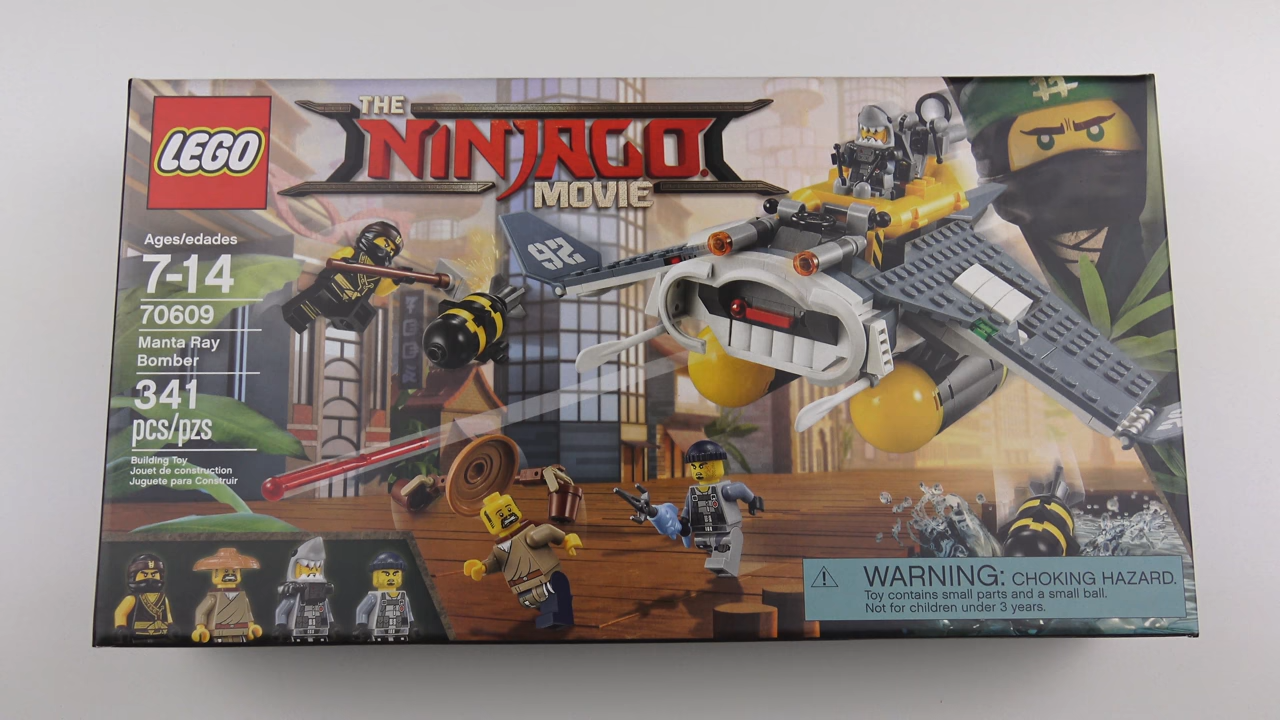 LEGO
THE
NINJAGO
MOVIE
Ages/edades
7-14
70609
Manta Ray
Bomber
341
pcs/pzs
Building Toy
Jouet de construction
Juguete para Construir
92
TEE
WARNING: CHOKING HAZARD.
Toy contains small parts and a small ball.
Not for children under 3 years.